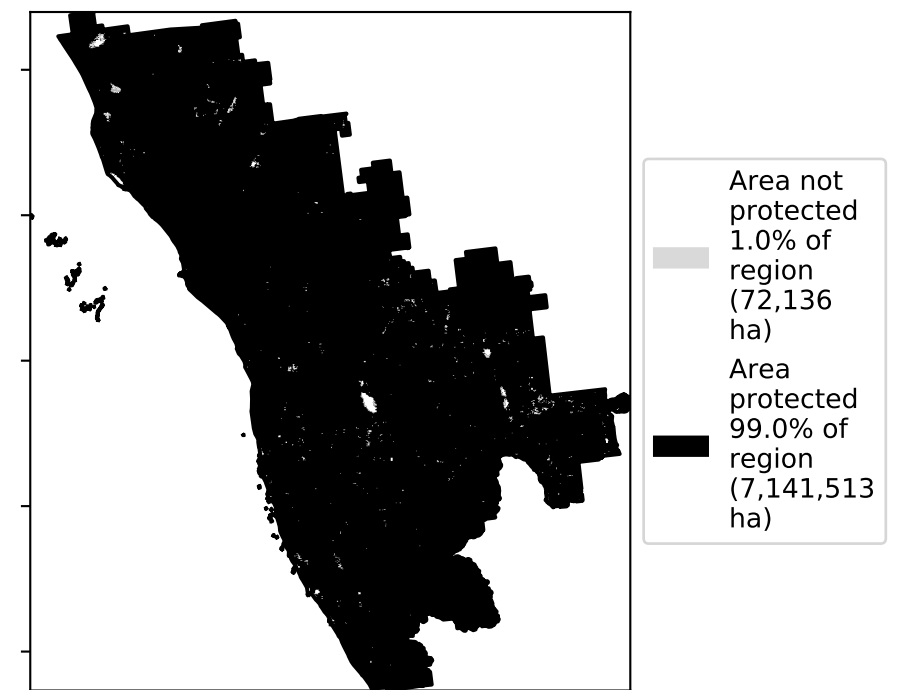 Area not
protected
1.0% of
region
(72,136
ha)
Area
protected
99.0% of
region
(7,141,513
ha)